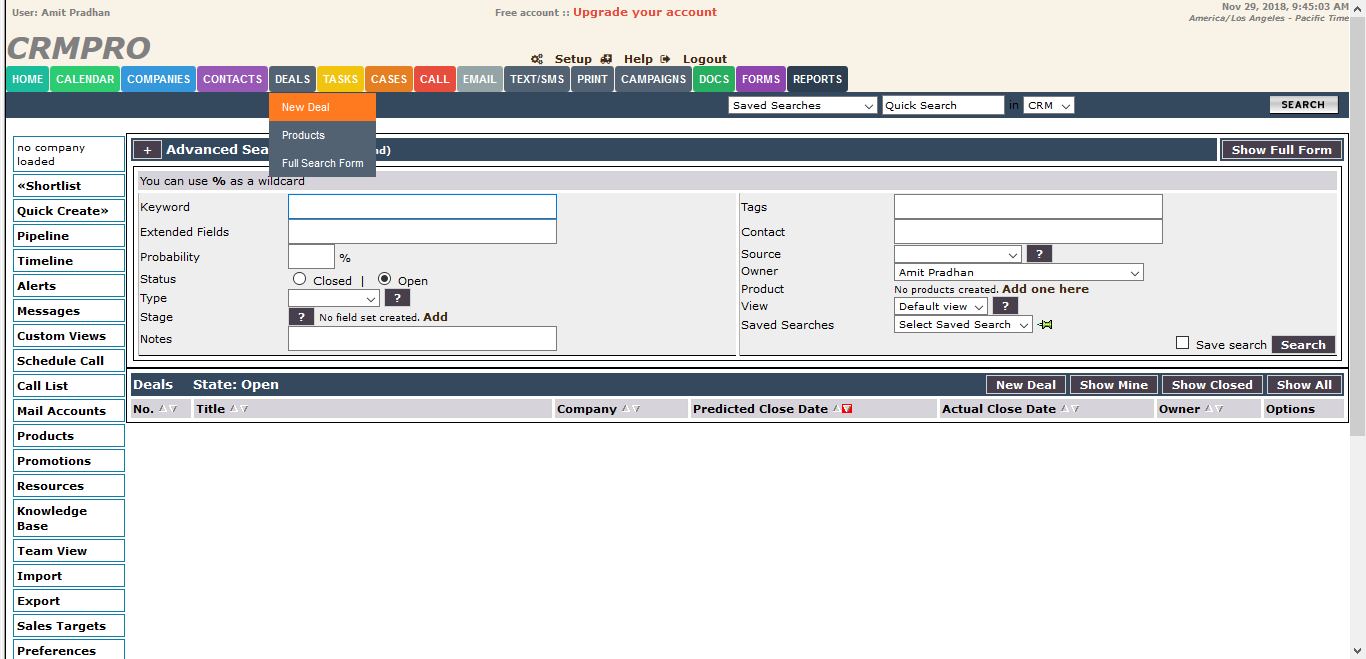 User: Amit Pradhan
Free account :: Upgrade your account
Nov 29, 2018, 9:45:03 AM
America/Los Angeles - Pacific Time
CRMPRO
Setup Help Logout
HOME CALENDAR COMPANIES CONTACTS DEALS TASKS CASES CALL EMAIL TEXT/SMS PRINT CAMPAIGNS DOCS FORMS REPORTS
New Deal
Products
Full Search Form
Saved Searches Quick Search in CRM SEARCH
no company
loaded
«Shortlist
Quick Create»
Pipeline
Timeline
Alerts
Messages
Custom Views
Schedule Call
Call List
Mail Accounts
Products
Promotions
Resources
Knowledge
Base
Team View
Import
Export
Sales Targets
Preferences
+ Advanced Sea nd) Show Full Form
You can use % as a wildcard
Keyword
Extended Fields
Probability %
Status Closed | Open
Type ?
Stage ? No field set created. Add
Notes
Tags
Contact
Source ?
Owner Amit Pradhan
Product No products created. Add one here
View Default view ?
Saved Searches Select Saved Search
Save search Search
Deals State: Open New Deal Show Mine Show Closed Show All
No. Title Company Predicted Close Date Actual Close Date Owner Options